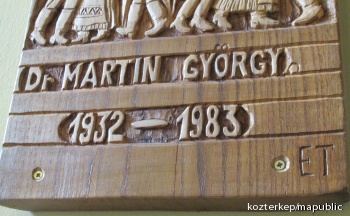 (Dr MARTIN GYÖRGY)
(1932 - 1983)
ET
kozterkep/mapublic